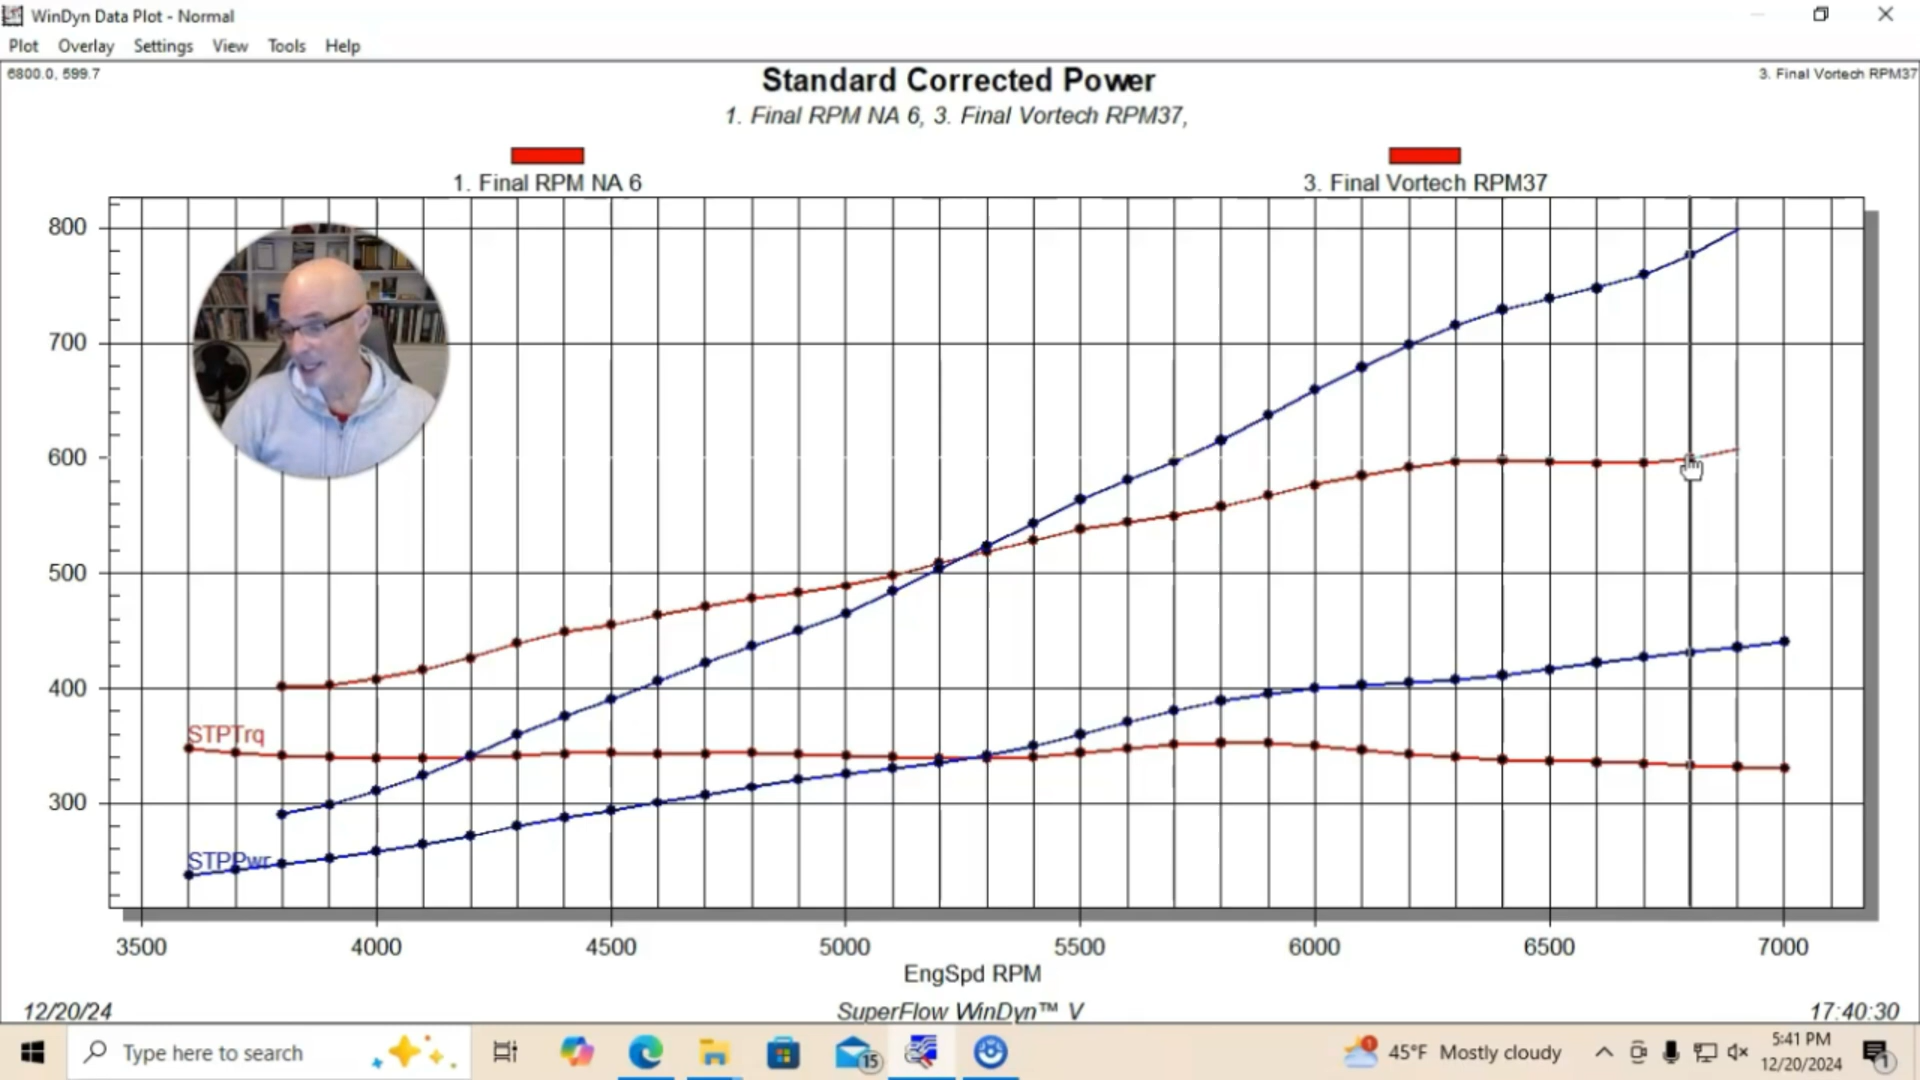 WinDyn Data Plot - Normal
Plot Overlay Settings View Tools Help
6800.0, 599.7
3. Final Vortech RPM37
Standard Corrected Power
1. Final RPM NA 6, 3. Final Vortech RPM37,
1. Final RPM NA 6
3. Final Vortech RPM37
800
700
600
500
400
300
STPTrq
STPPwr
3500 4000 4500 5000 5500 6000 6500 7000
EngSpd RPM
12/20/24 SuperFlow WinDyn™ V 17:40:30
Type here to search
15
1
45°F Mostly cloudy
5:41 PM
12/20/2024
1